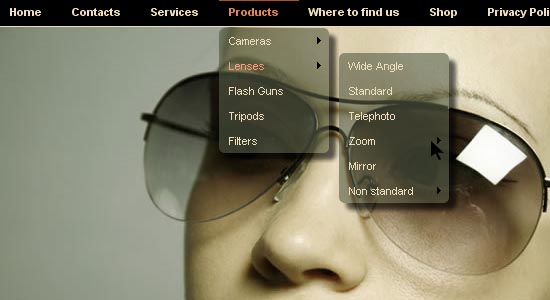 Home Contacts Services Products Where to find us Shop Privacy Poli
Cameras
Lenses
Flash Guns
Tripods
Filters
Wide Angle
Standard
Telephoto
Zoom
Mirror
Non standard